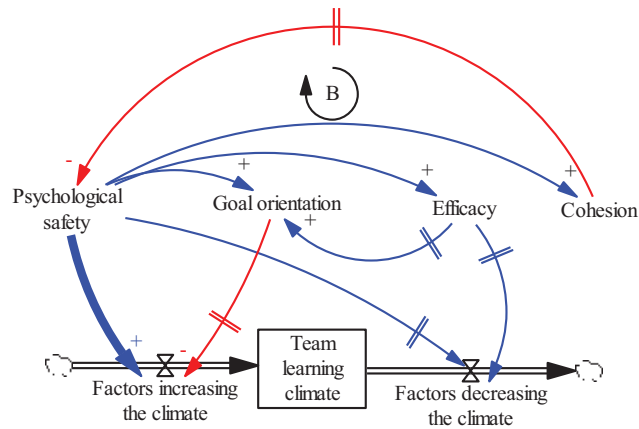 B
-
+
+
+
Psychological
safety
Goal orientation
Efficacy
Cohesion
+
+
-
Team
learning
climate
Factors increasing
the climate
Factors decreasing
the climate